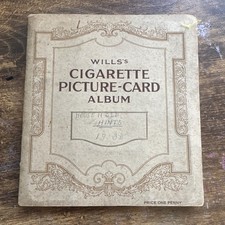 WILLS'S
CIGARETTE
PICTURE-CARD
ALBUM
PRICE ONE PENNY